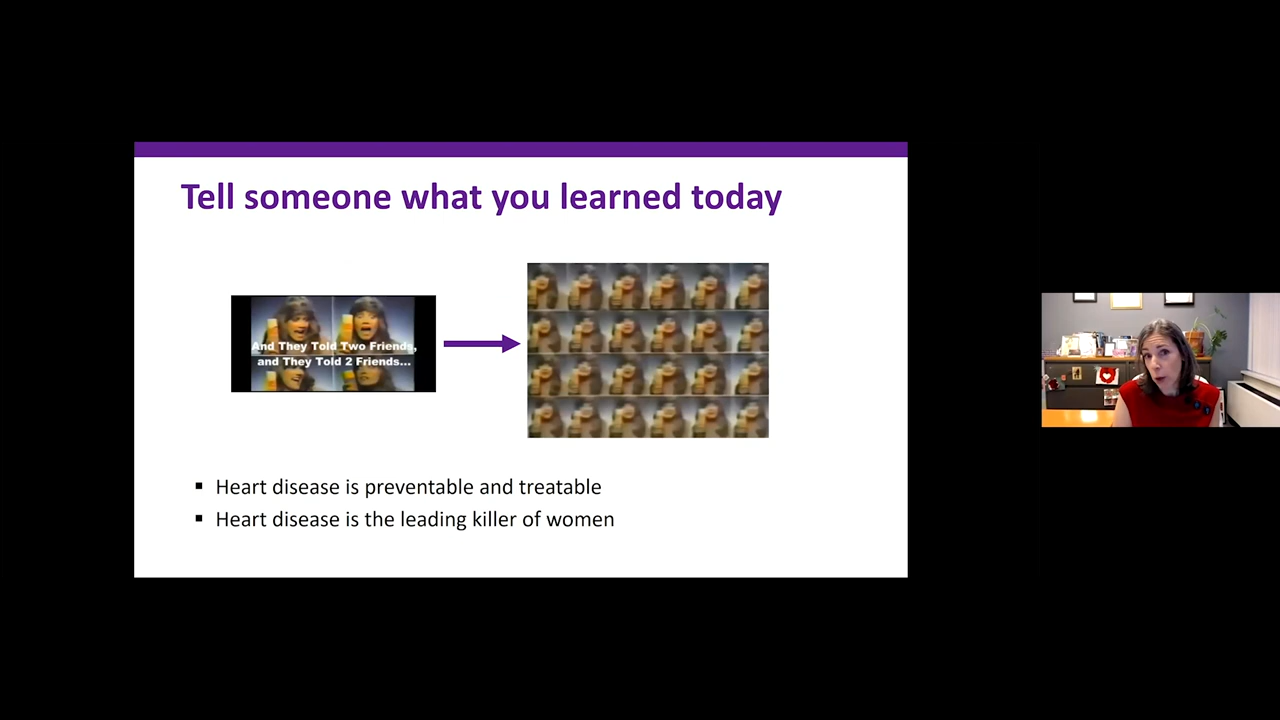 Tell someone what you learned today
And They Told Two Friends,
and They Told 2 Friends...
Heart disease is preventable and treatable
Heart disease is the leading killer of women